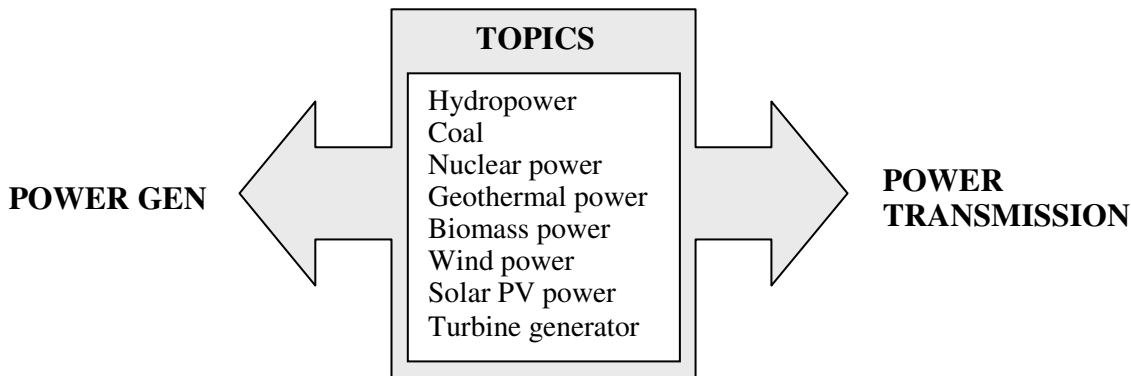 TOPICS
Hydropower
Coal
Nuclear power
Geothermal power
Biomass power
Wind power
Solar PV power
Turbine generator
POWER GEN
POWER
TRANSMISSION